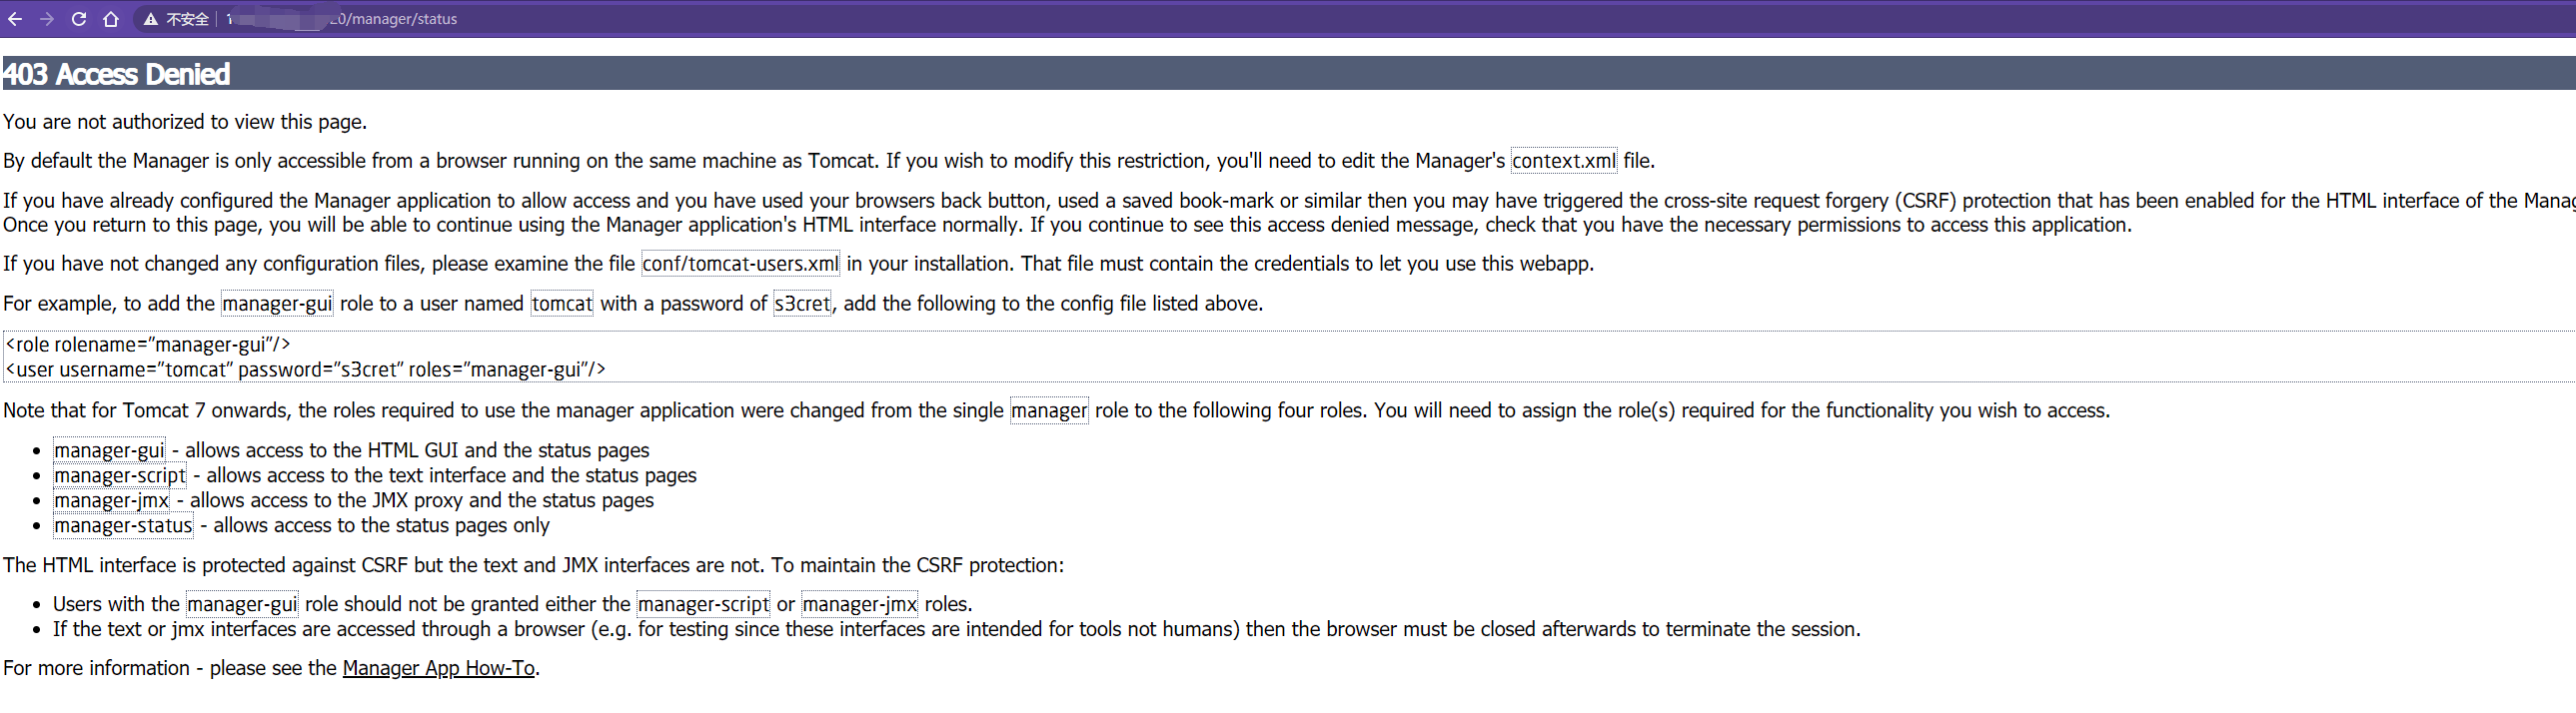 不安全 20/manager/status
403 Access Denied
You are not authorized to view this page.
By default the Manager is only accessible from a browser running on the same machine as Tomcat. If you wish to modify this restriction, you'll need to edit the Manager's context.xml file.
If you have already configured the Manager application to allow access and you have used your browsers back button, used a saved book-mark or similar then you may have triggered the cross-site request forgery (CSRF) protection that has been enabled for the HTML interface of the
Once you return to this page, you will be able to continue using the Manager application's HTML interface normally. If you continue to see this access denied message, check that you have the necessary permissions to access this application.
If you have not changed any configuration files, please examine the file conf/tomcat-users.xml in your installation. That file must contain the credentials to let you use this webapp.
For example, to add the manager-gui role to a user named tomcat with a password of s3cret, add the following to the config file listed above.
<role rolename="manager-gui"/>
<user username="tomcat" password="s3cret" roles="manager-gui"/>
Note that for Tomcat 7 onwards, the roles required to use the manager application were changed from the single manager role to the following four roles. You will need to assign the role(s) required for the functionality you wish to access.
• manager-gui - allows access to the HTML GUI and the status pages
• manager-script - allows access to the text interface and the status pages
• manager-jmx - allows access to the JMX proxy and the status pages
• manager-status - allows access to the status pages only
The HTML interface is protected against CSRF but the text and JMX interfaces are not. To maintain the CSRF protection:
• Users with the manager-gui role should not be granted either the manager-script or manager-jmx roles.
• If the text or jmx interfaces are accessed through a browser (e.g. for testing since these interfaces are intended for tools not humans) then the browser must be closed afterwards to terminate the session.
For more information - please see the Manager App How-To.